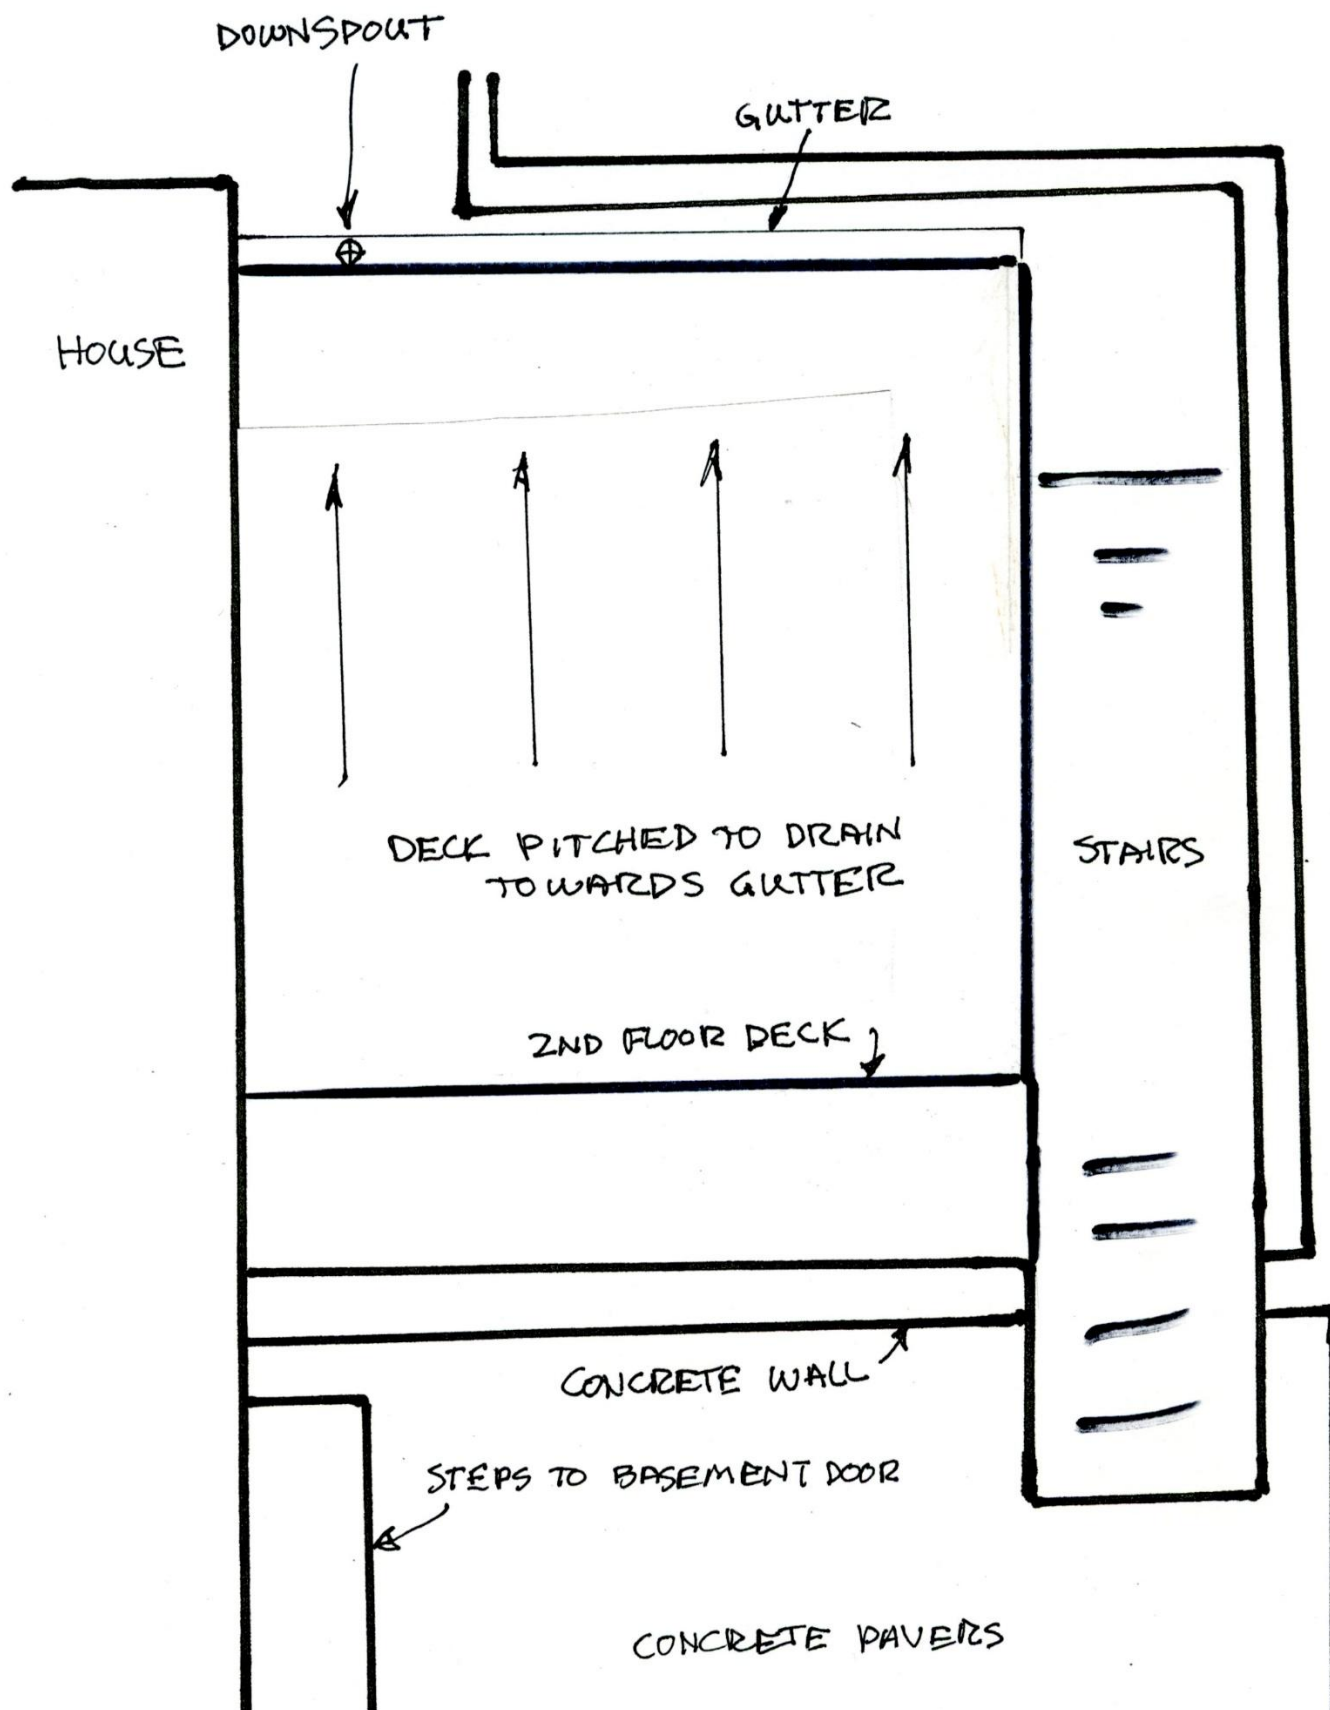 DOWNSPOUT
GUTTER
HOUSE
DECK PITCHED TO DRAIN
TOWARDS GUTTER
STAIRS
2ND FLOOR DECK
CONCRETE WALL
STEPS TO BASEMENT DOOR
CONCRETE PAVERS